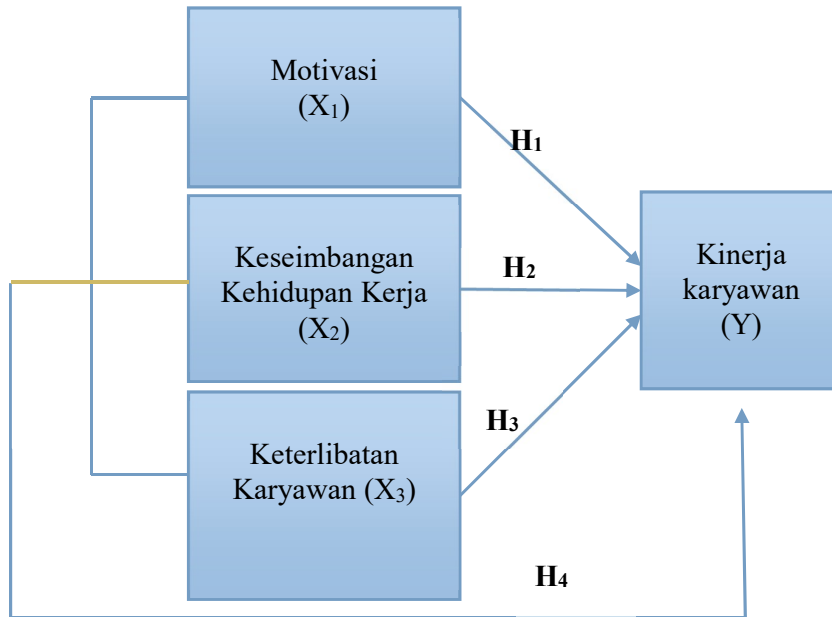 Motivasi
(X₁)
H₁
Keseimbangan
Kehidupan Kerja
(X₂)
H₂
Kinerja
karyawan
(Y)
Keterlibatan
Karyawan (X₃)
H₃
H₄